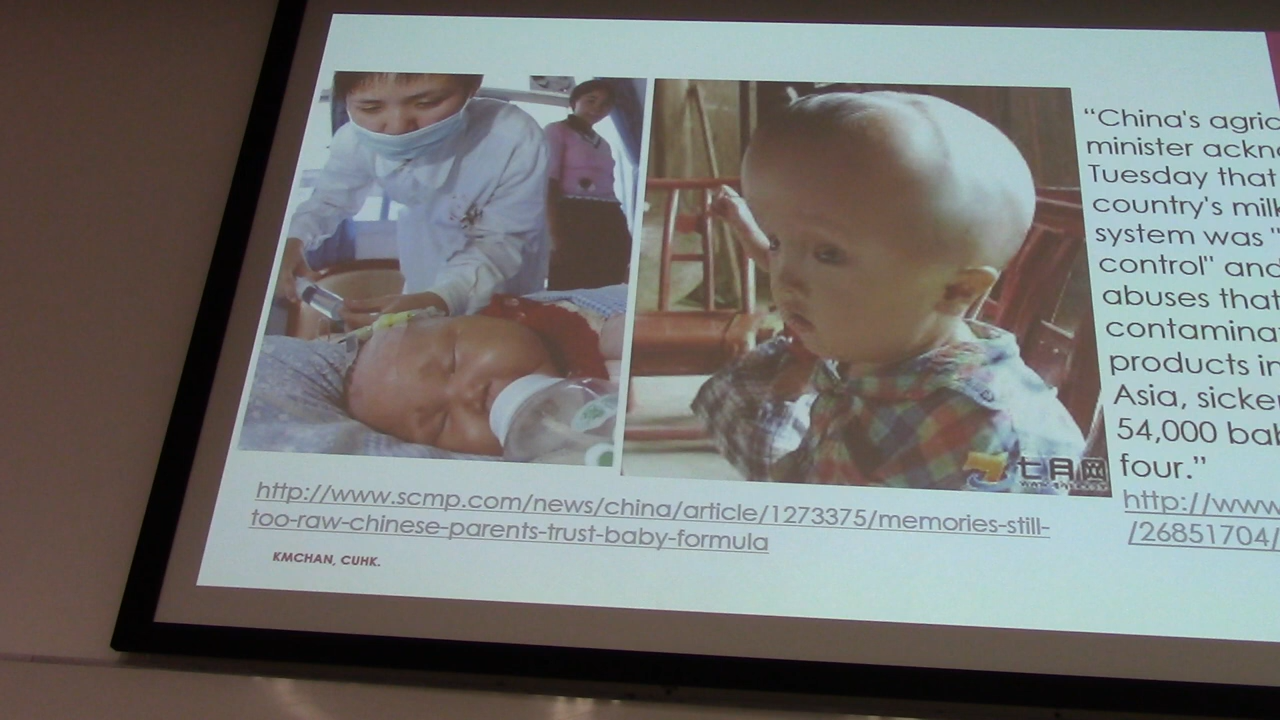 “China's agric
minister ackno
Tuesday that
country's milk
system was "
control" and
abuses that
contaminat
products in
Asia, sicke
54,000 bab
four.”
http://www
/26851704/
七月网
http://www.scmp.com/news/china/article/1273375/memories-still-
too-raw-chinese-parents-trust-baby-formula
KMCHAN, CUHK.